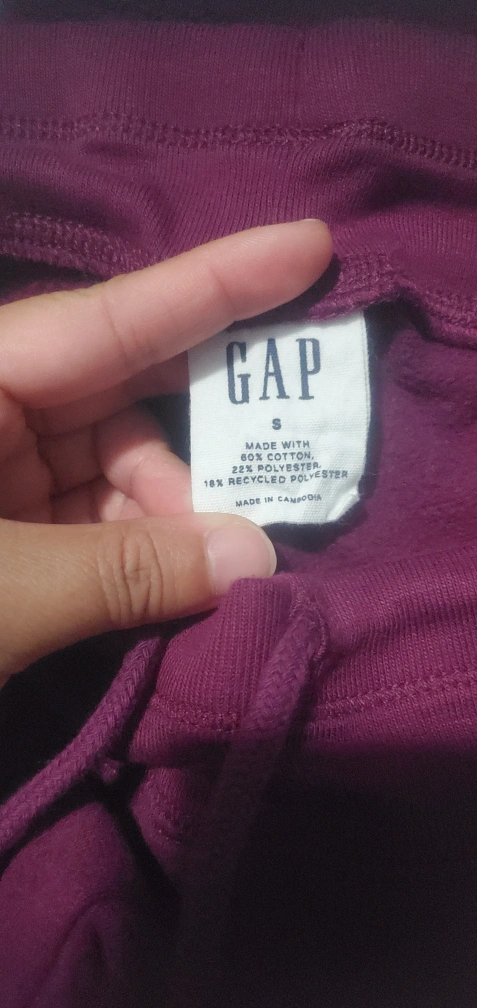 GAP
S
MADE WITH
60% COTTON,
22% POLYESTER,
18% RECYCLED POLYESTER
MADE IN CAMBODIA